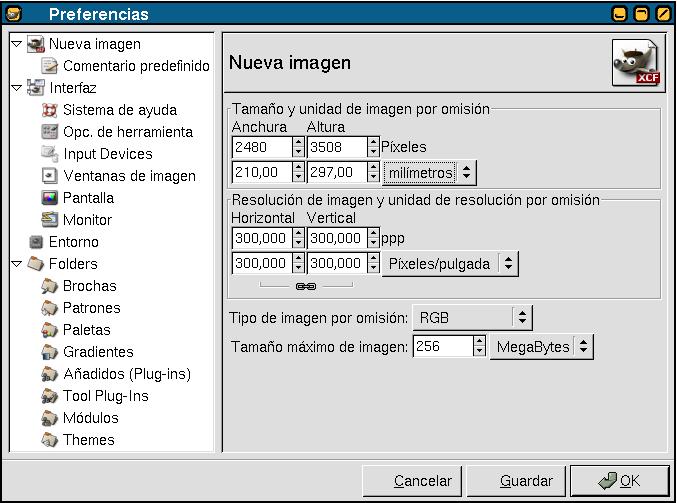 Preferencias
Nueva imagen
Comentario predefinido
Interfaz
Sistema de ayuda
Opc. de herramienta
Input Devices
Ventanas de imagen
Pantalla
Monitor
Entorno
Folders
Brochas
Patrones
Paletas
Gradientes
Añadidos (Plug-ins)
Tool Plug-Ins
Módulos
Themes
Nueva imagen
XCF
Tamaño y unidad de imagen por omisión
Anchura Altura
2480 3508 Píxeles
210,00 297,00 milímetros
Resolución de imagen y unidad de resolución por omisión
Horizontal Vertical
300,000 300,000 ppp
300,000 300,000 Píxeles/pulgada
Tipo de imagen por omisión: RGB
Tamaño máximo de imagen: 256 MegaBytes
Cancelar Guardar OK